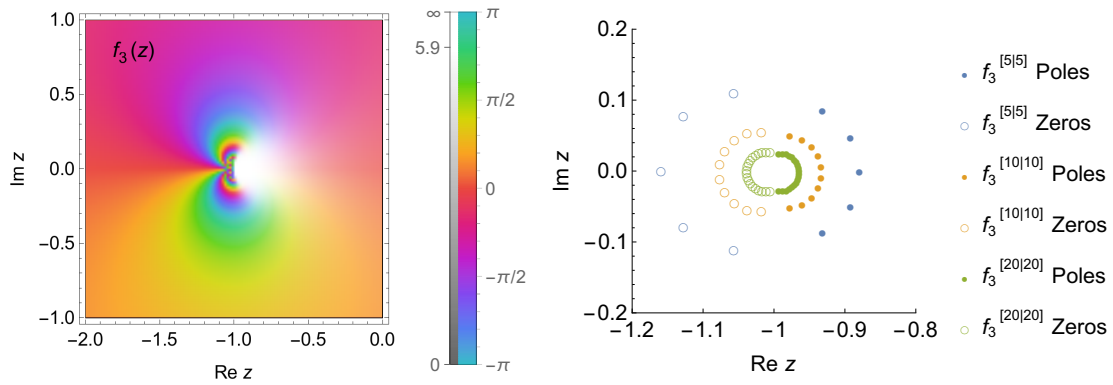 f₃(z)
1.0
0.5
0.0
−0.5
−1.0
Im z
−2.0 −1.5 −1.0 −0.5 0.0
Re z
∞
5.9
0
π
π/2
0
−π/2
−π
0.2
0.1
0.0
−0.1
−0.2
Im z
−1.2 −1.1 −1 −0.9 −0.8
Re z
f₃^[5|5] Poles
f₃^[5|5] Zeros
f₃^[10|10] Poles
f₃^[10|10] Zeros
f₃^[20|20] Poles
f₃^[20|20] Zeros